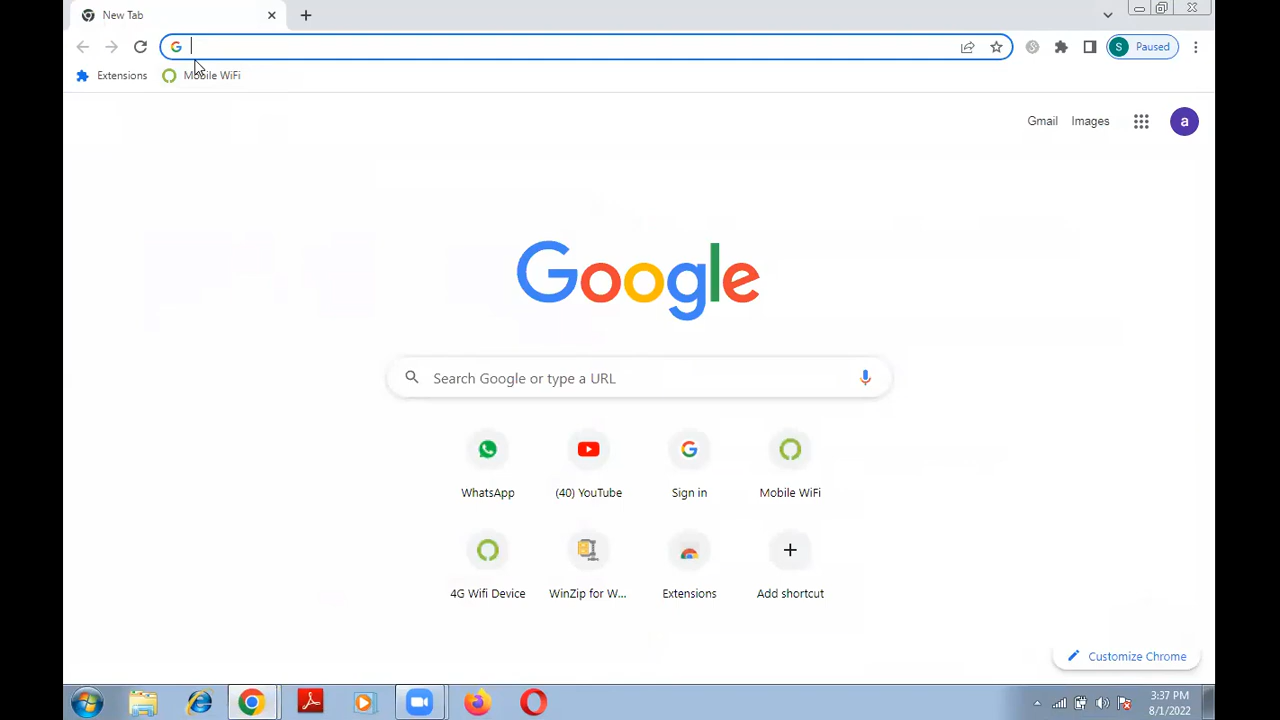 New Tab
S
Paused
Extensions
Mobile WiFi
Gmail
Images
a
Google
Search Google or type a URL
WhatsApp
(40) YouTube
Sign in
Mobile WiFi
4G Wifi Device
WinZip for W...
Extensions
Add shortcut
Customize Chrome
3:37 PM
8/1/2022